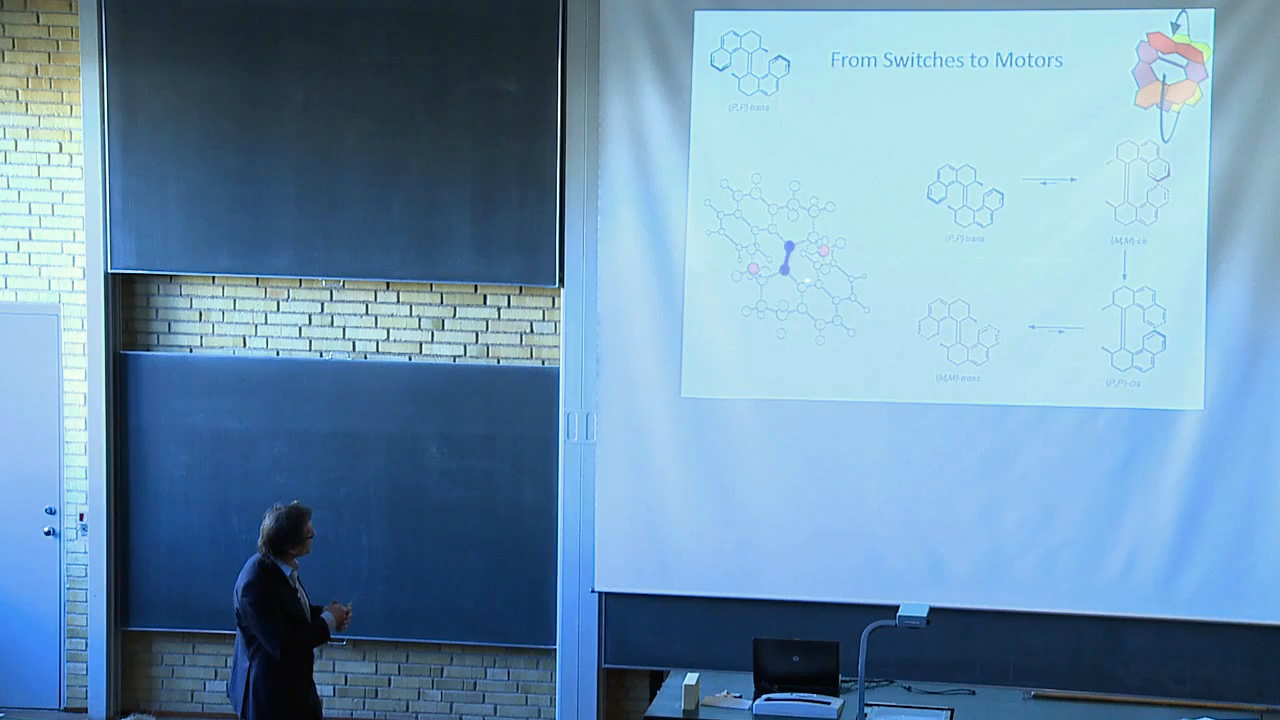 From Switches to Motors
(P,P)-trans
(P,P)-trans
(M,M)-cis
(M,M)-trans
(P,P)-cis